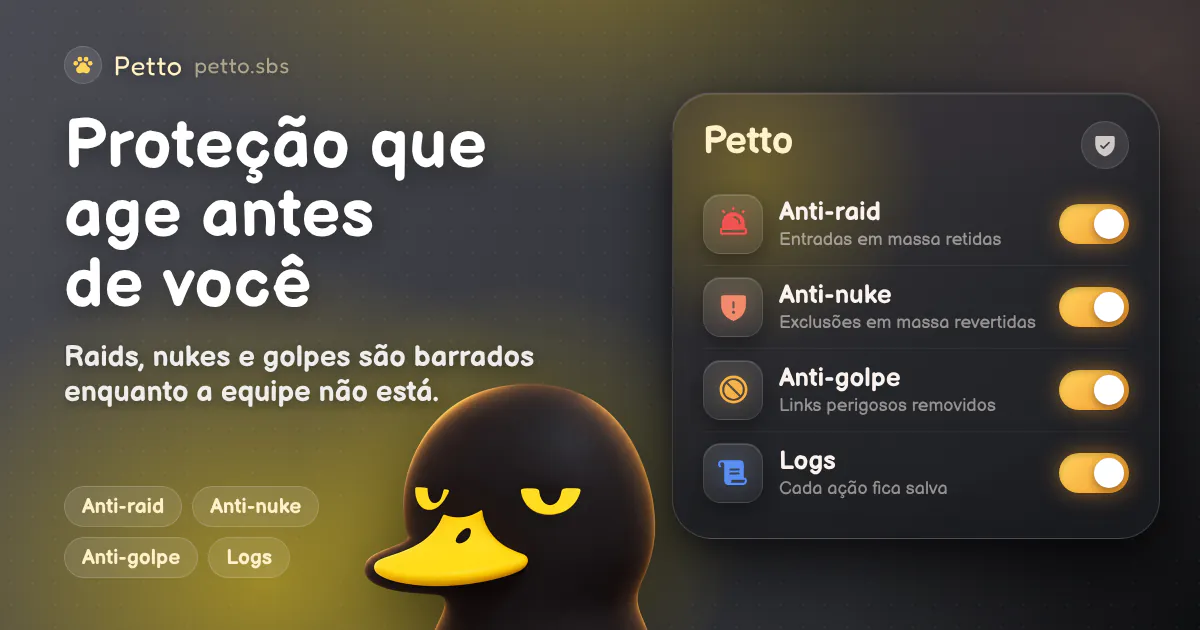 Petto petto.sbs
Proteção que
age antes
de você
Raids, nukes e golpes são barrados
enquanto a equipe não está.
Anti-raid Anti-nuke
Anti-golpe Logs
Petto
Anti-raid
Entradas em massa retidas
Anti-nuke
Exclusões em massa revertidas
Anti-golpe
Links perigosos removidos
Logs
Cada ação fica salva